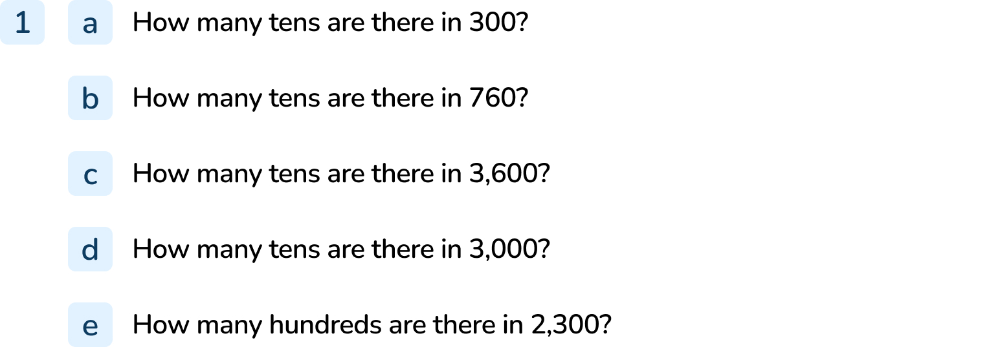 1 a How many tens are there in 300?
b How many tens are there in 760?
c How many tens are there in 3,600?
d How many tens are there in 3,000?
e How many hundreds are there in 2,300?